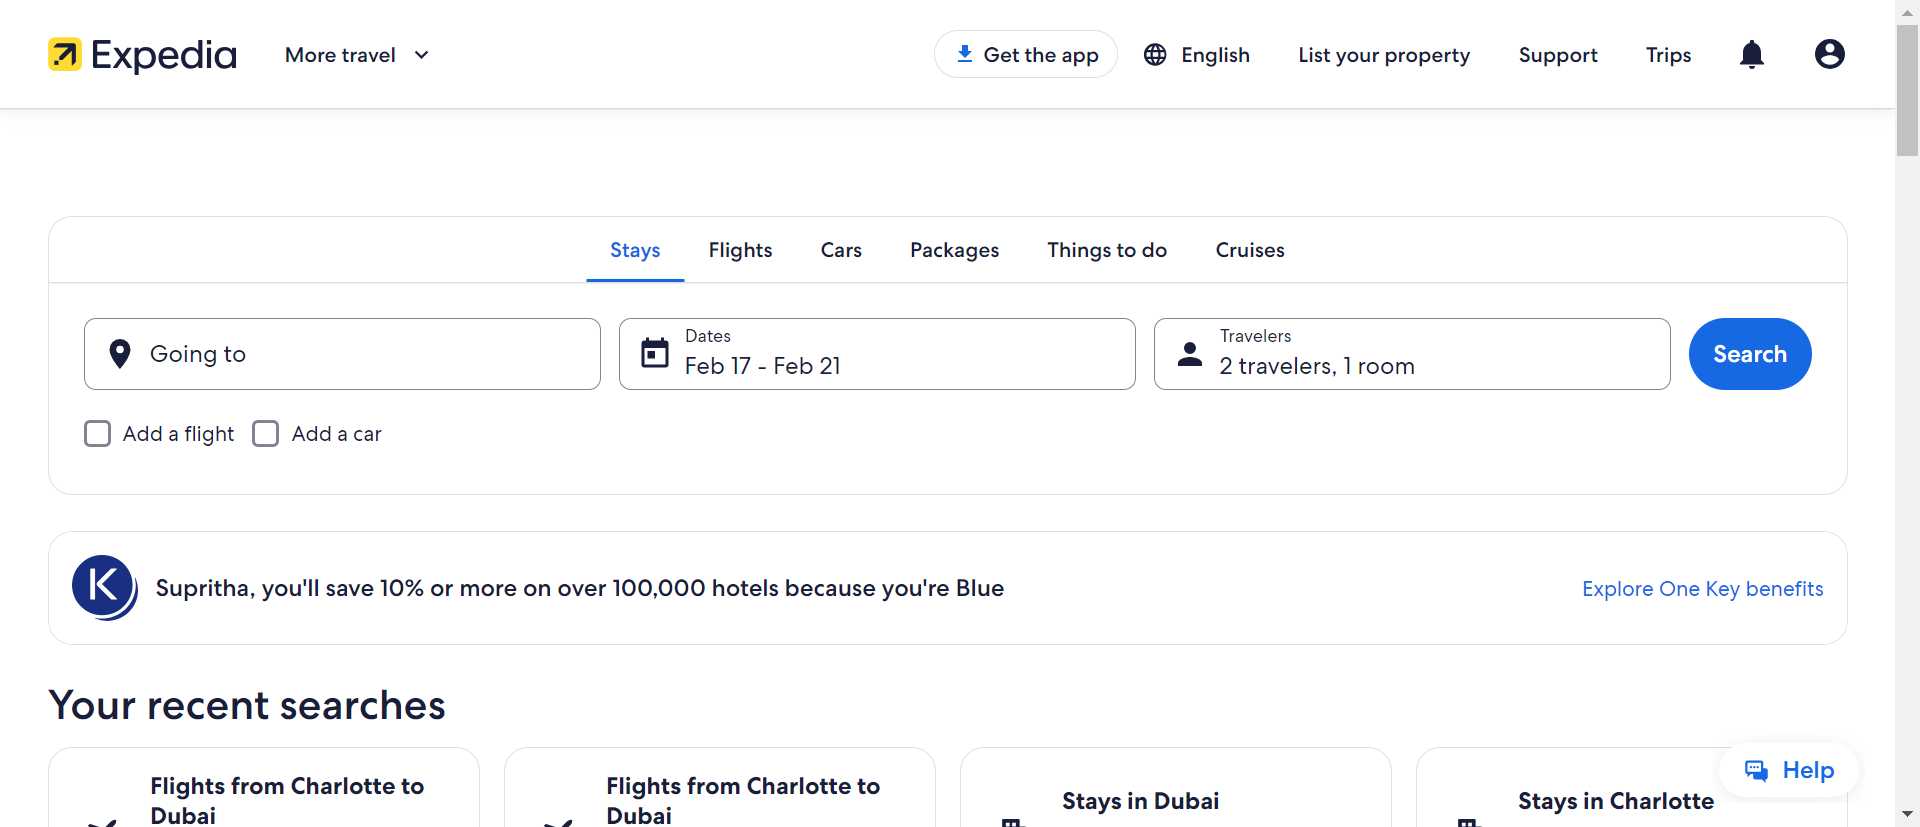 Expedia
More travel
Get the app
English
List your property
Support
Trips
Stays
Flights
Cars
Packages
Things to do
Cruises
Going to
Dates
Feb 17 - Feb 21
Travelers
2 travelers, 1 room
Search
Add a flight
Add a car
K
Supritha, you'll save 10% or more on over 100,000 hotels because you're Blue
Explore One Key benefits
Your recent searches
Flights from Charlotte to
Dubai
Flights from Charlotte to
Dubai
Stays in Dubai
Stays in Charlotte
Help